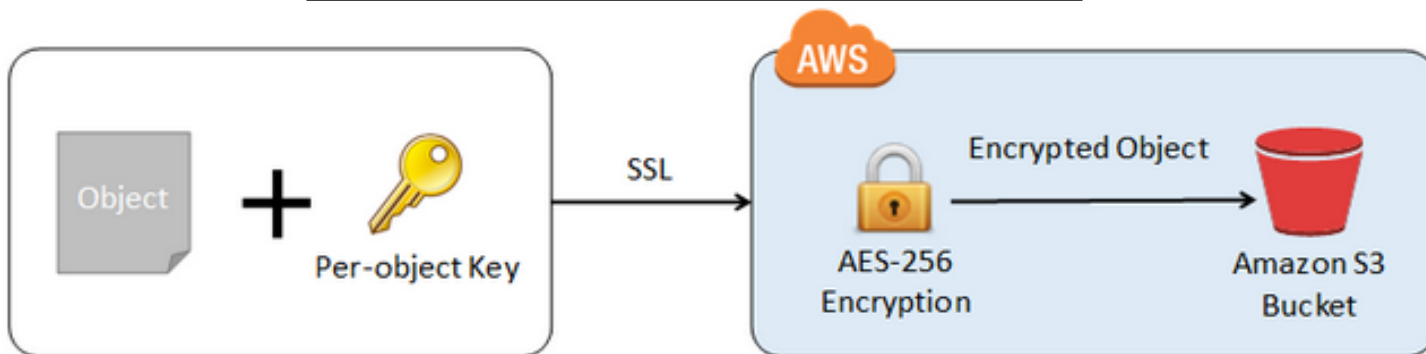 AWS
Object
Per-object Key
SSL
Encrypted Object
AES-256
Encryption
Amazon S3
Bucket